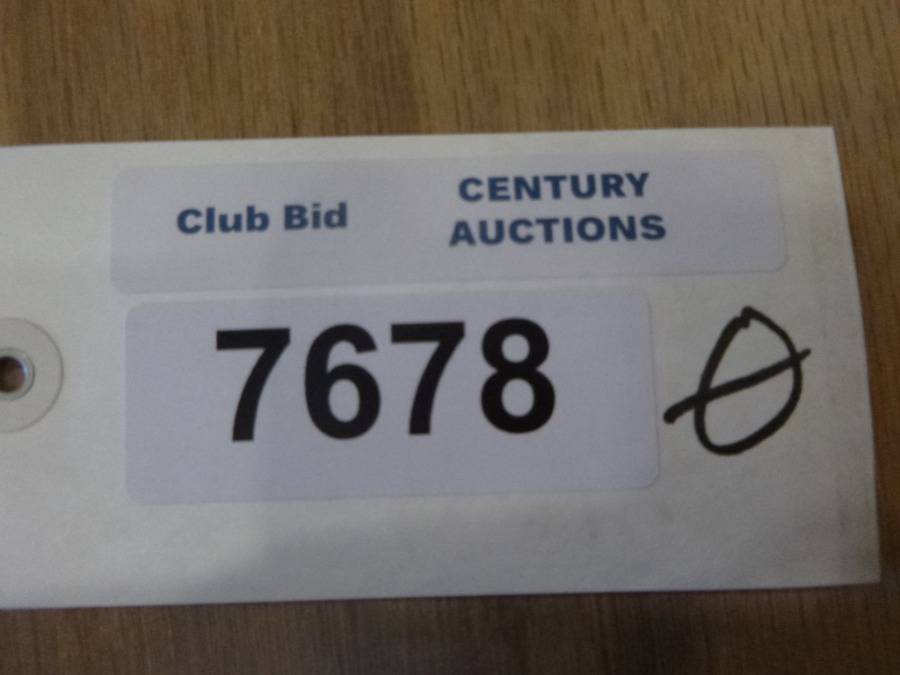 Club Bid
CENTURY
AUCTIONS
7678 Ø